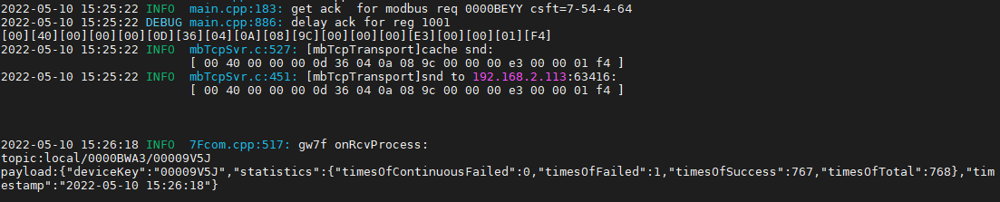 2022-05-10 15:25:22 INFO  main.cpp:183: get ack  for modbus req 0000BEYY csft=7-54-4-64
2022-05-10 15:25:22 DEBUG main.cpp:886: delay ack for reg 1001
[00][40][00][00][00][0D][36][04][0A][08][9C][00][00][00][E3][00][00][01][F4]
2022-05-10 15:25:22 INFO  mbTcpSvr.c:527: [mbTcpTransport]cache snd:
[ 00 40 00 00 00 0d 36 04 0a 08 9c 00 00 00 e3 00 00 01 f4 ]
2022-05-10 15:25:22 INFO  mbTcpSvr.c:451: [mbTcpTransport]snd to 192.168.2.113:63416:
[ 00 40 00 00 00 0d 36 04 0a 08 9c 00 00 00 e3 00 00 01 f4 ]
2022-05-10 15:26:18 INFO  7Fcom.cpp:517: gw7f onRcvProcess:
topic:local/0000BWA3/00009V5J
payload:{"deviceKey":"00009V5J","statistics":{"timesOfContinuousFailed":0,"timesOfFailed":1,"timesOfSuccess":767,"timesOfTotal":768},"tim
estamp":"2022-05-10 15:26:18"}